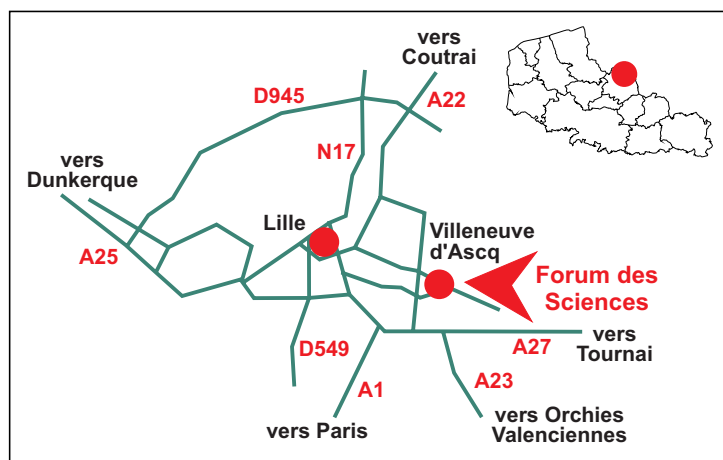 vers
Coutrai
D945
A22
N17
vers
Dunkerque
Lille
Villeneuve
d'Ascq
A25
Forum des
Sciences
D549
A27
vers
Tournai
A1
A23
vers Paris
vers Orchies
Valenciennes